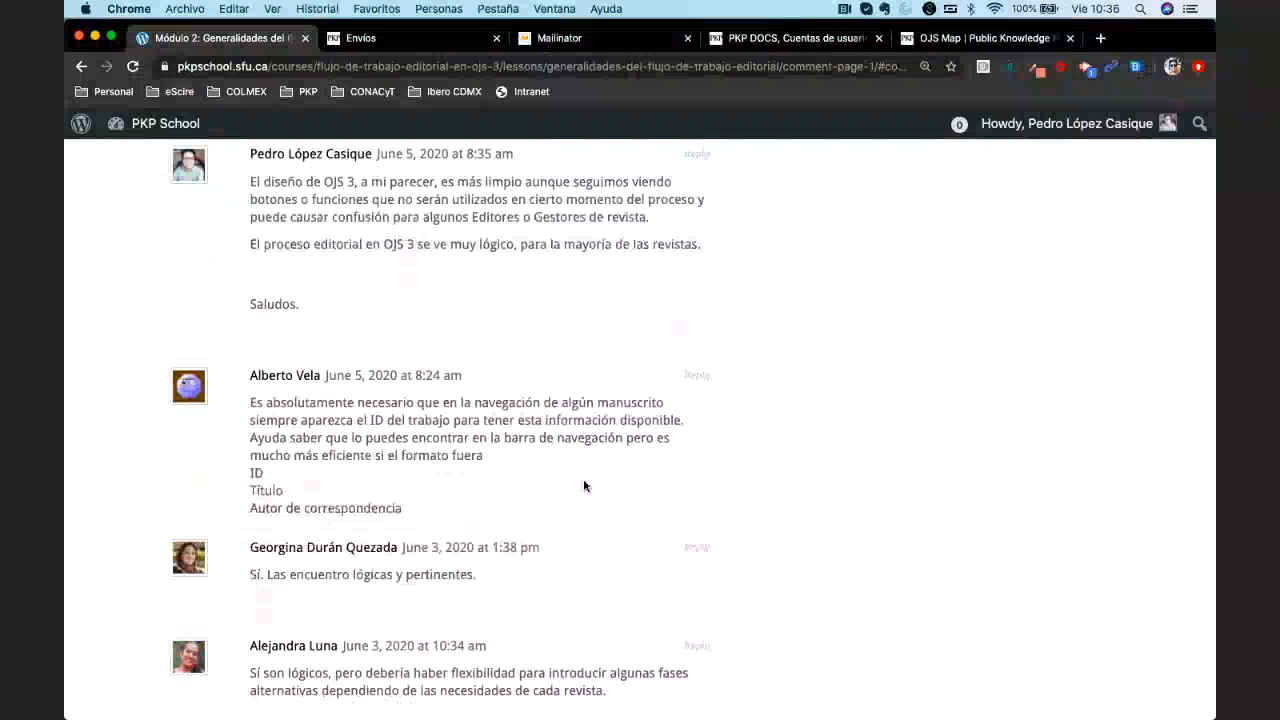 Chrome Archivo Editar Ver Historial Favoritos Personas Pestaña Ventana Ayuda 100% Vie 10:36
Módulo 2: Generalidades del f Envíos Mailinator PKP DOCS, Cuentas de usuari OJS Map | Public Knowledge
pkpschool.sfu.ca/courses/flujo-de-trabajo-editorial-en-ojs-3/lessons/generalidades-del-flujo-de-trabajo-editorial/comment-page-1/#co...
Personal eScire COLMEX PKP CONACyT Ibero CDMX Intranet
PKP School 0 Howdy, Pedro López Casique
Pedro López Casique June 5, 2020 at 8:35 am Reply
El diseño de OJS 3, a mi parecer, es más limpio aunque seguimos viendo
botones o funciones que no serán utilizados en cierto momento del proceso y
puede causar confusión para algunos Editores o Gestores de revista.
El proceso editorial en OJS 3 se ve muy lógico, para la mayoría de las revistas.
Saludos.
Alberto Vela June 5, 2020 at 8:24 am Reply
Es absolutamente necesario que en la navegación de algún manuscrito
siempre aparezca el ID del trabajo para tener esta información disponible.
Ayuda saber que lo puedes encontrar en la barra de navegación pero es
mucho más eficiente si el formato fuera
ID
Título
Autor de correspondencia
Georgina Durán Quezada June 3, 2020 at 1:38 pm Reply
Sí. Las encuentro lógicas y pertinentes.
Alejandra Luna June 3, 2020 at 10:34 am Reply
Sí son lógicos, pero debería haber flexibilidad para introducir algunas fases
alternativas dependiendo de las necesidades de cada revista.